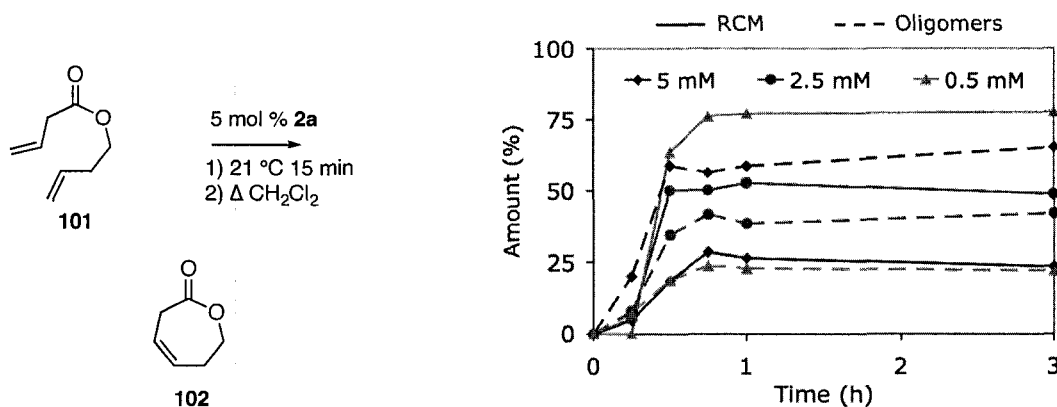 O
O
101
5 mol % 2a
1) 21 °C 15 min
2) Δ CH2Cl2
O
O
102
RCM Oligomers
5 mM 2.5 mM 0.5 mM
Amount (%)
100
75
50
25
0
0 1 2 3
Time (h)